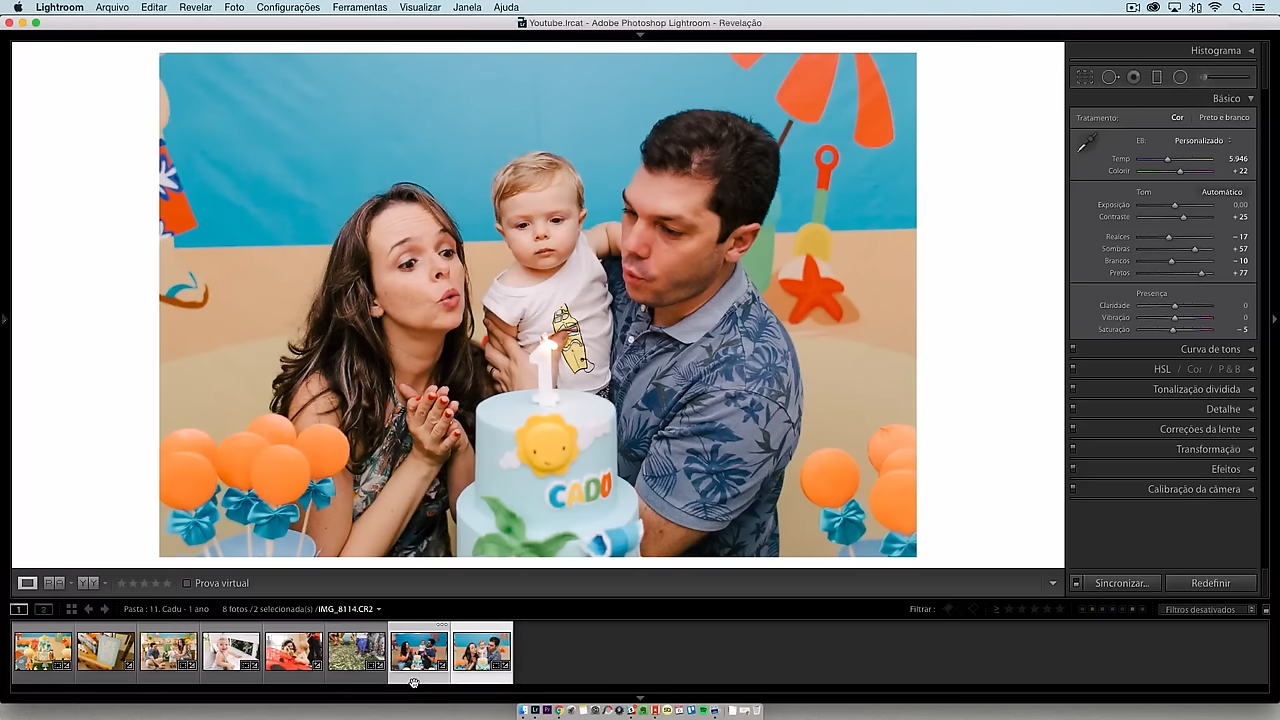 Lightroom Arquivo Editar Revelar Foto Configurações Ferramentas Visualizar Janela Ajuda
Youtube.lrcat - Adobe Photoshop Lightroom - Revelação
Histograma
Básico
Tratamento: Cor Preto e branco
EB: Personalizado
Temp 5.946
Colorir + 22
Tom Automático
Exposição 0,00
Contraste + 25
Realces – 17
Sombras + 57
Brancos – 10
Pretos + 77
Presença
Claridade 0
Vibração 0
Saturação – 5
Curva de tons
HSL / Cor / P & B
Tonalização dividida
Detalhe
Correções da lente
Transformação
Efeitos
Calibração da câmera
1
CADU
Prova virtual
Sincronizar... Redefinir
1 2 Pasta : 11. Cadu - 1 ano 8 fotos / 2 selecionada(s) / IMG_8114.CR2
Filtrar : Filtros desativados